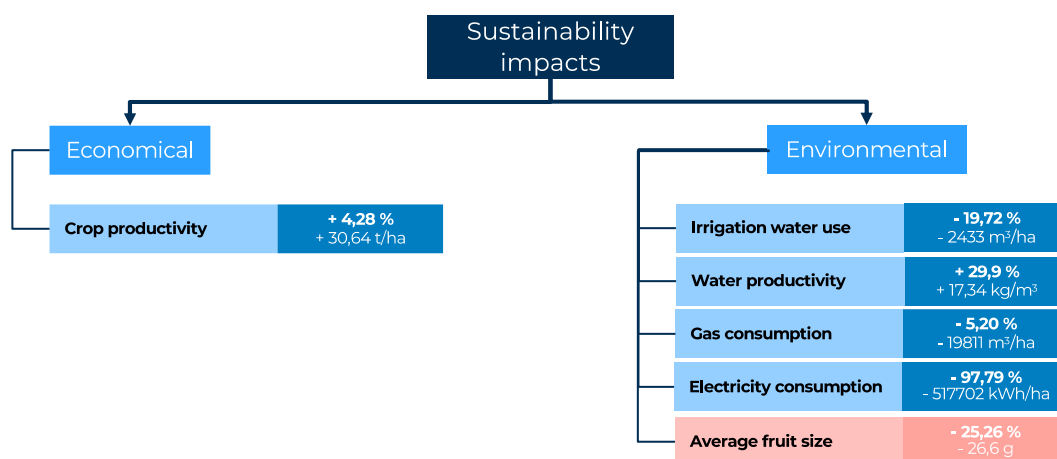 Sustainability
impacts
Economical
Crop productivity
+ 4,28 %
+ 30,64 t/ha
Environmental
Irrigation water use
- 19,72 %
- 2433 m³/ha
Water productivity
+ 29,9 %
+ 17,34 kg/m³
Gas consumption
- 5,20 %
- 19811 m³/ha
Electricity consumption
- 97,79 %
- 517702 kWh/ha
Average fruit size
- 25,26 %
- 26,6 g